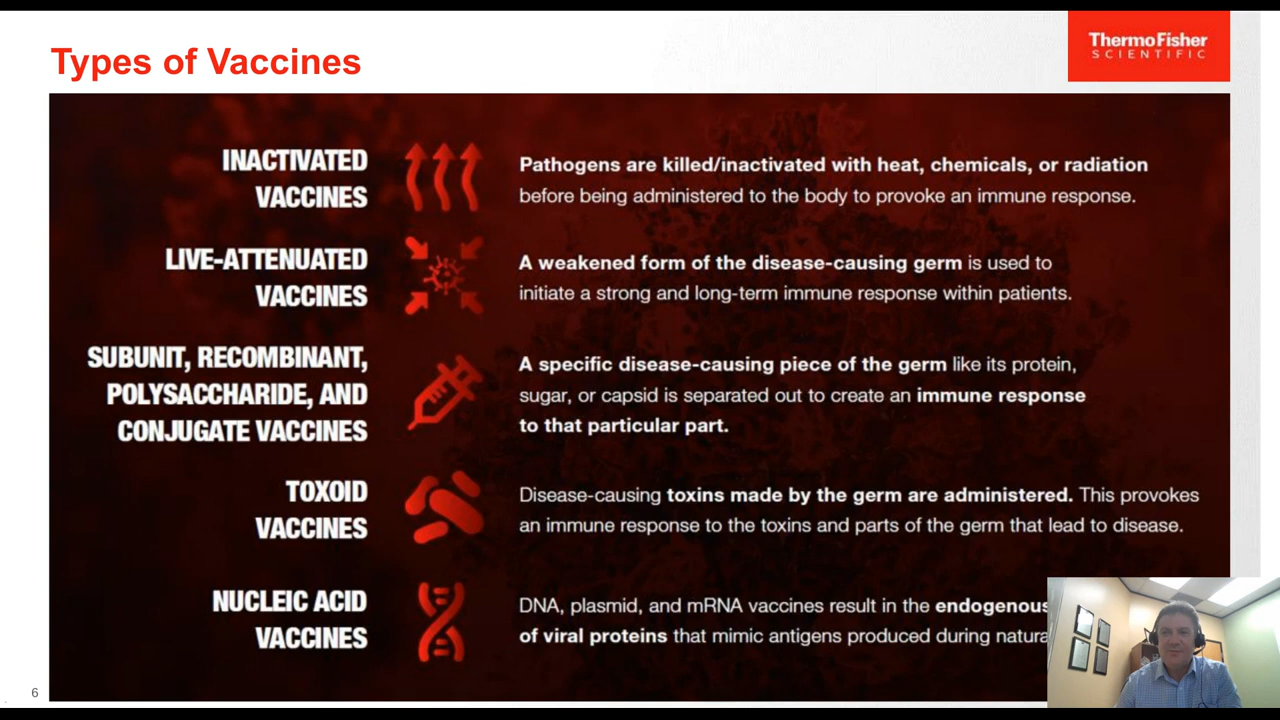 Types of Vaccines
ThermoFisher
SCIENTIFIC
INACTIVATED
VACCINES
Pathogens are killed/inactivated with heat, chemicals, or radiation
before being administered to the body to provoke an immune response.
LIVE-ATTENUATED
VACCINES
A weakened form of the disease-causing germ is used to
initiate a strong and long-term immune response within patients.
SUBUNIT, RECOMBINANT,
POLYSACCHARIDE, AND
CONJUGATE VACCINES
A specific disease-causing piece of the germ like its protein,
sugar, or capsid is separated out to create an immune response
to that particular part.
TOXOID
VACCINES
Disease-causing toxins made by the germ are administered. This provokes
an immune response to the toxins and parts of the germ that lead to disease.
NUCLEIC ACID
VACCINES
DNA, plasmid, and mRNA vaccines result in the endogenous
of viral proteins that mimic antigens produced during natura
6